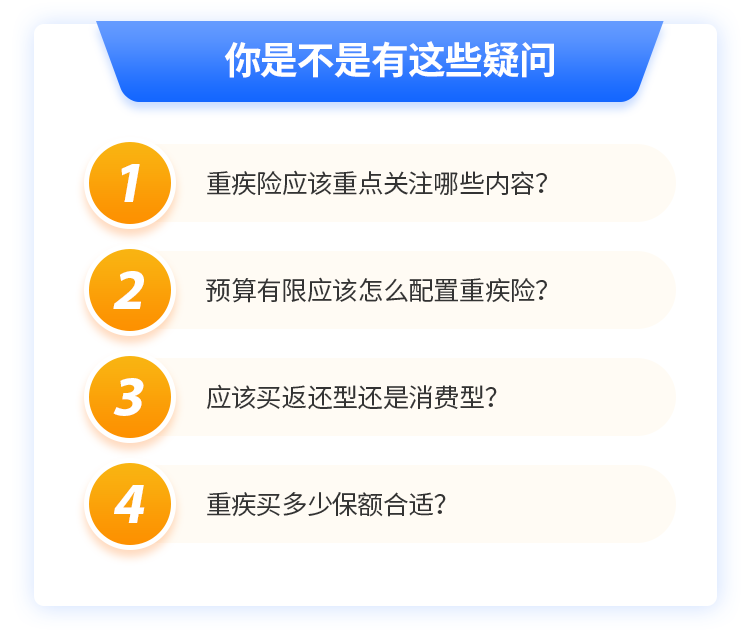 你是不是有这些疑问
1
重疾险应该重点关注哪些内容？
2
预算有限应该怎么配置重疾险？
3
应该买返还型还是消费型？
4
重疾买多少保额合适？